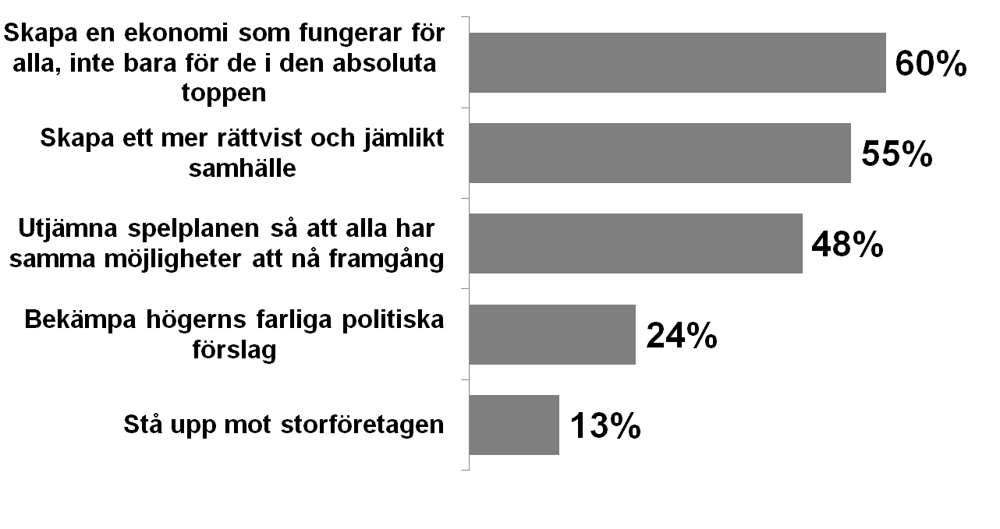 Skapa en ekonomi som fungerar för
alla, inte bara för de i den absoluta
toppen
60%
Skapa ett mer rättvist och jämlikt
samhälle
55%
Utjämna spelplanen så att alla har
samma möjligheter att nå framgång
48%
Bekämpa högerns farliga politiska
förslag
24%
Stå upp mot storföretagen
13%